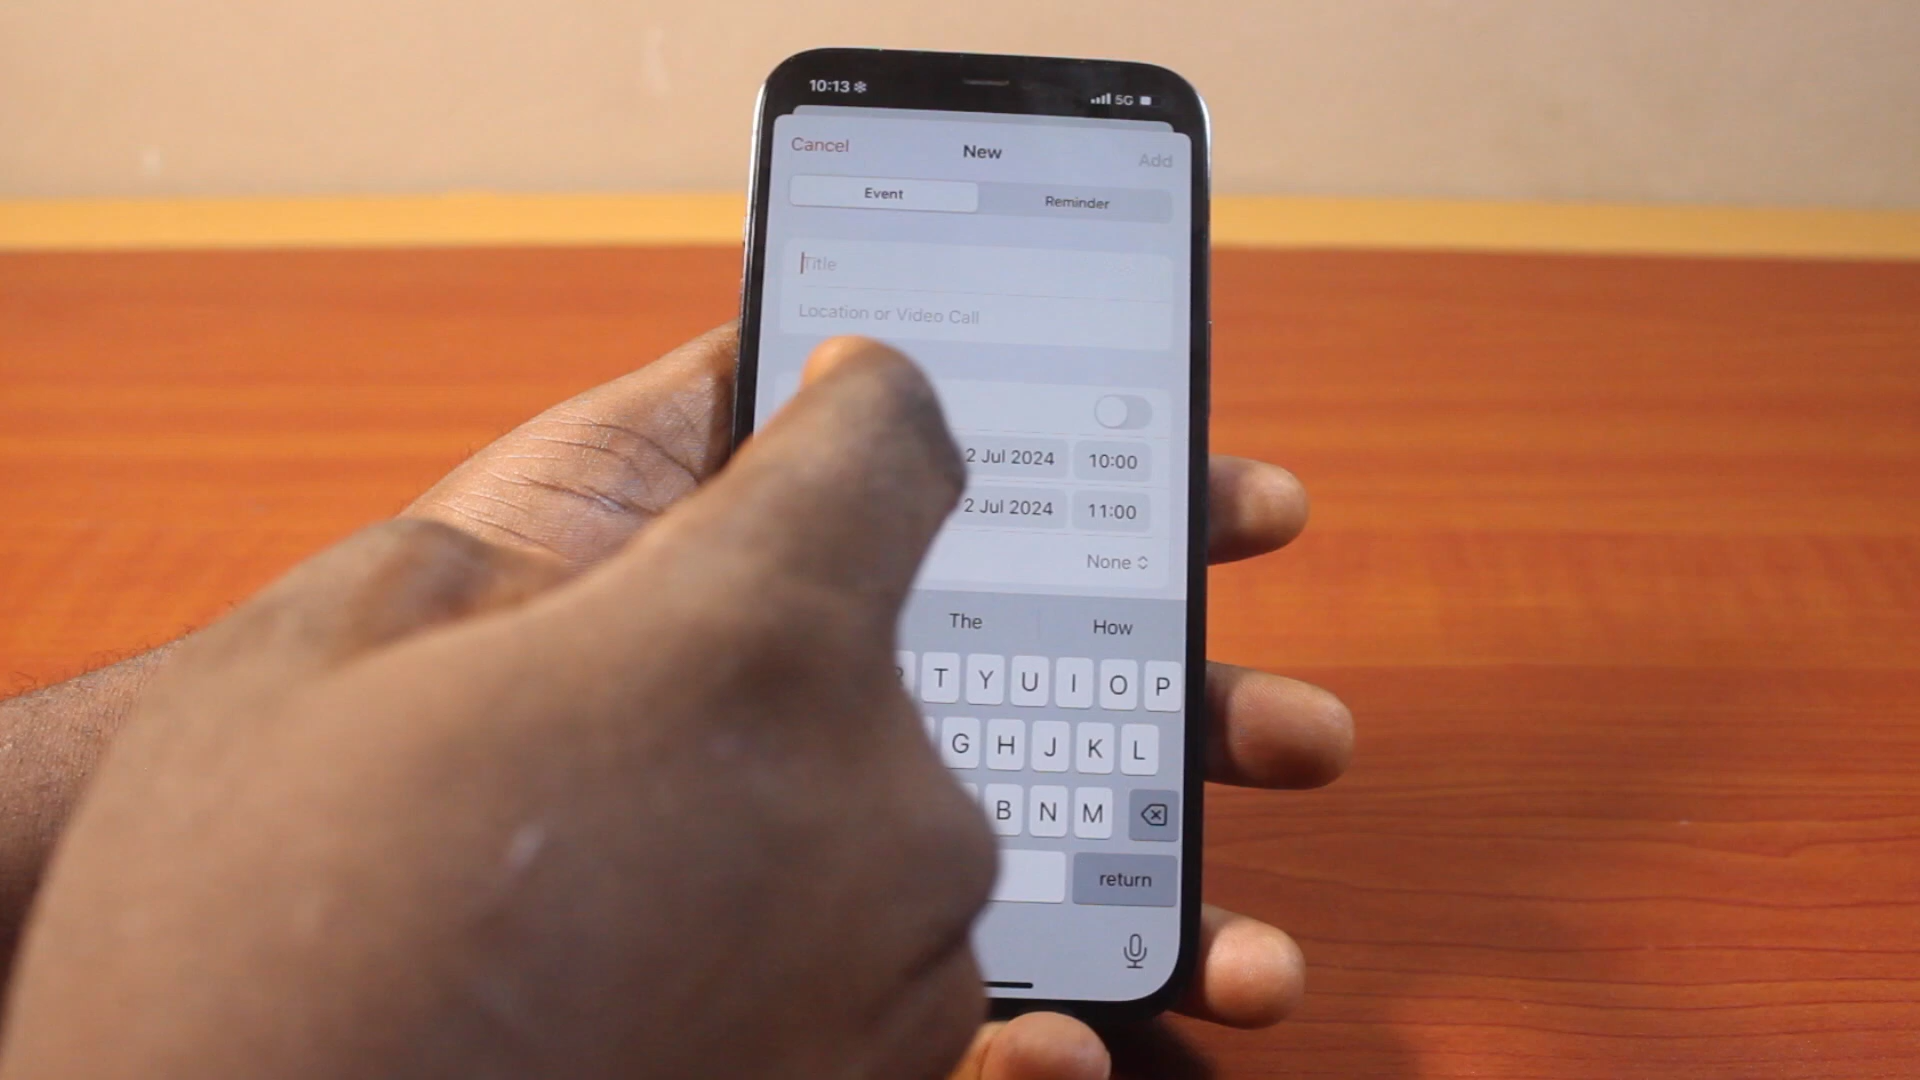 10:13 5G
Cancel New Add
Event Reminder
Title
Location or Video Call
2 Jul 2024 10:00
2 Jul 2024 11:00
None
The How
T Y U I O P
G H J K L
B N M
return